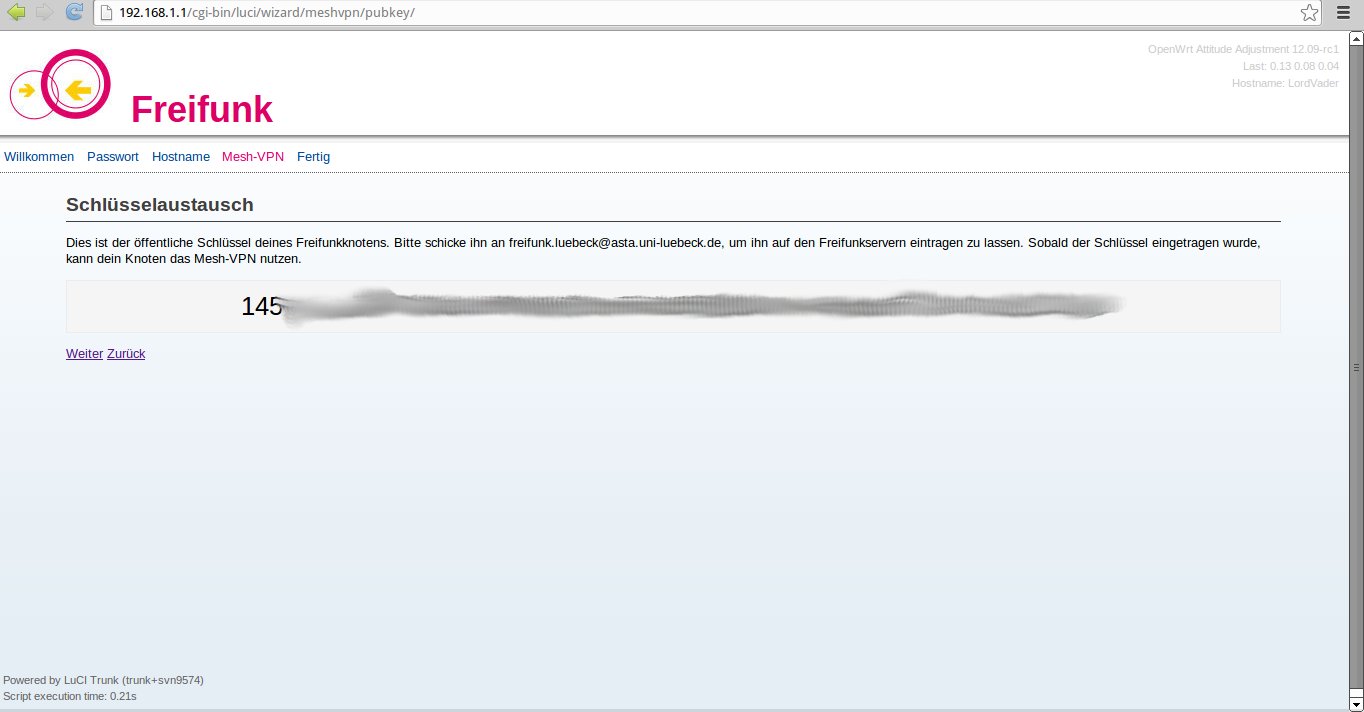 192.168.1.1/cgi-bin/luci/wizard/meshvpn/pubkey/
OpenWrt Attitude Adjustment 12.09-rc1
Last: 0.13 0.08 0.04
Hostname: LordVader
Freifunk
Willkommen Passwort Hostname Mesh-VPN Fertig
Schlüsselaustausch
Dies ist der öffentliche Schlüssel deines Freifunkknotens. Bitte schicke ihn an freifunk.luebeck@asta.uni-luebeck.de, um ihn auf den Freifunkservern eintragen zu lassen. Sobald der Schlüssel eingetragen wurde,
kann dein Knoten das Mesh-VPN nutzen.
145
Weiter Zurück
Powered by LuCI Trunk (trunk+svn9574)
Script execution time: 0.21s